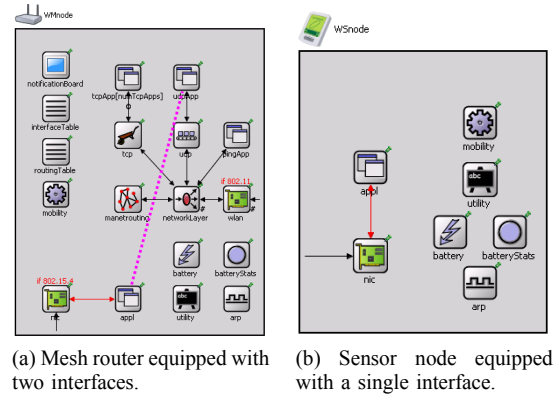 WMnode
notificationBoard
tcpApp[numTcpApps]
udpApp
interfaceTable
tcp
udp
pingApp
routingTable
if 802.11
mobility
manetrouting
networkLayer
wlan
battery
batteryStats
if 802.15.4
nic
appl
utility
arp
(a) Mesh router equipped with
two interfaces.
WSnode
mobility
appl
abc
utility
nic
battery
batteryStats
arp
(b) Sensor node equipped
with a single interface.